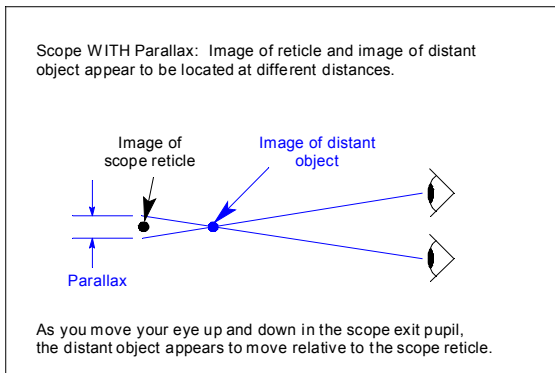 Scope WITH Parallax: Image of reticle and image of distant
object appear to be located at different distances.
Image of
scope reticle
Image of distant
object
Parallax
As you move your eye up and down in the scope exit pupil,
the distant object appears to move relative to the scope reticle.